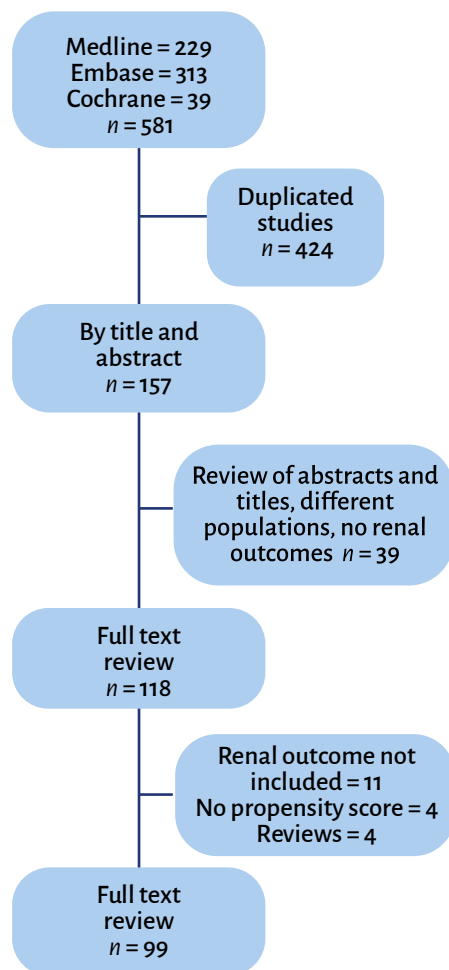 Medline = 229
Embase = 313
Cochrane = 39
n = 581
Duplicated
studies
n = 424
By title and
abstract
n = 157
Review of abstracts and
titles, different
populations, no renal
outcomes n = 39
Full text
review
n = 118
Renal outcome not
included = 11
No propensity score = 4
Reviews = 4
Full text
review
n = 99